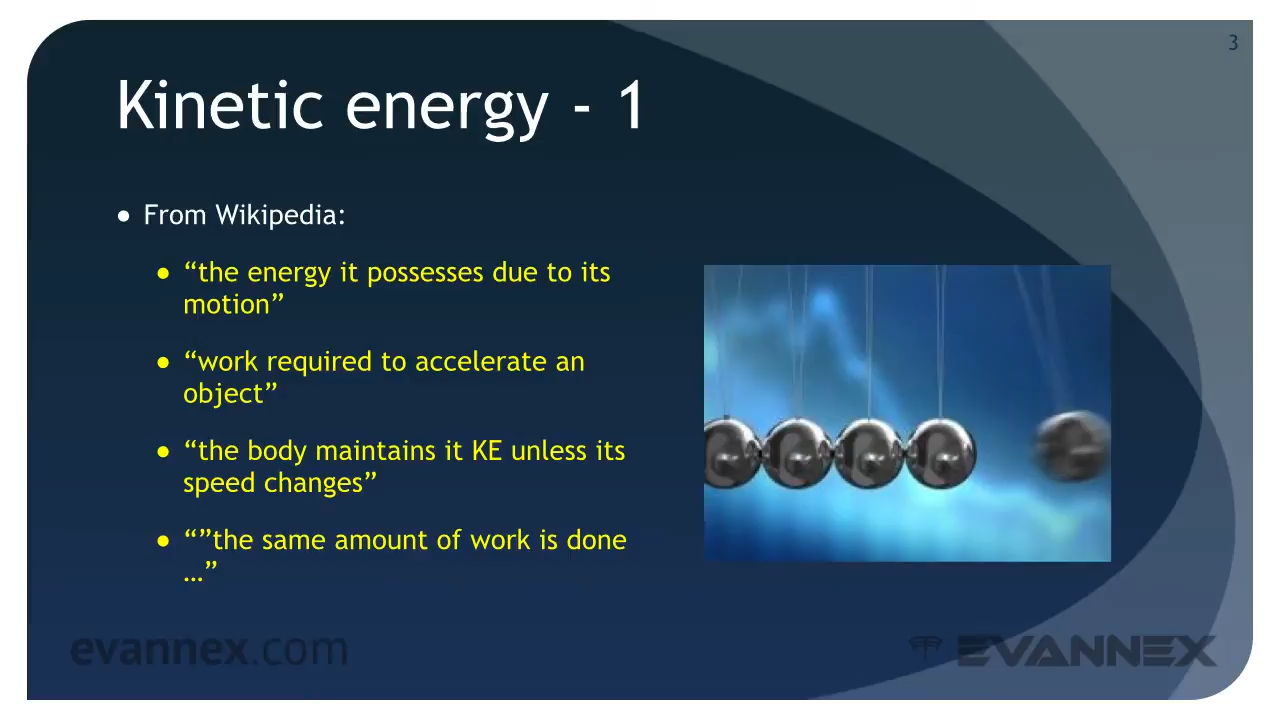 3
Kinetic energy - 1
● From Wikipedia:
● “the energy it possesses due to its
motion”
● “work required to accelerate an
object”
● “the body maintains it KE unless its
speed changes”
● “”the same amount of work is done
…”
evannex.com
EVANNEX